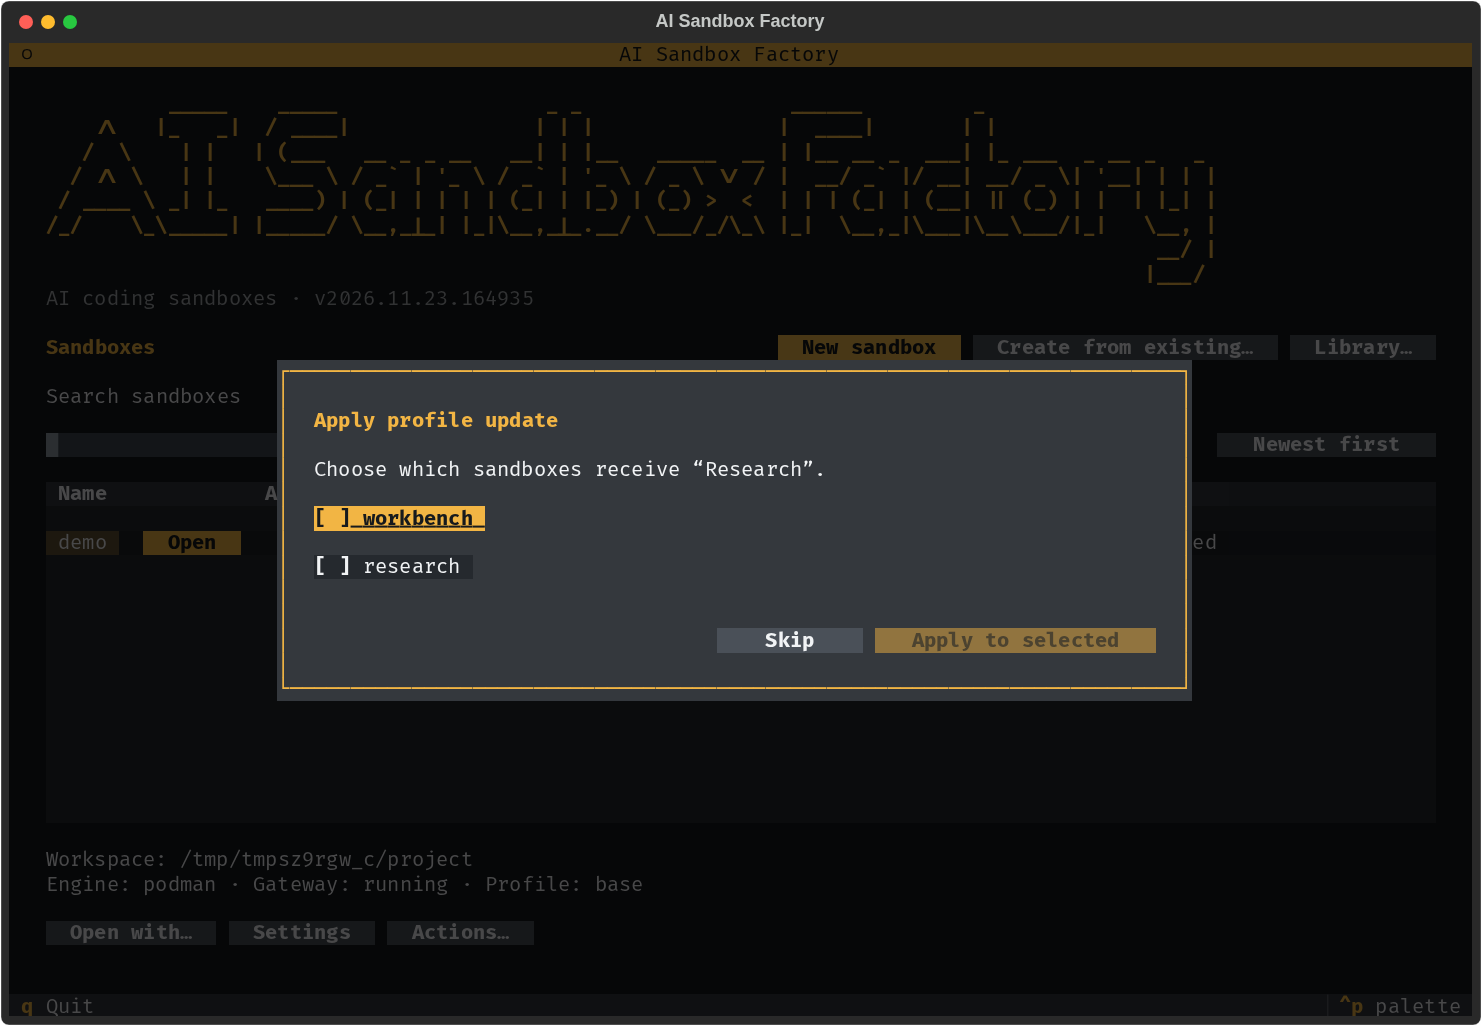 AI Sandbox Factory
O AI Sandbox Factory
AI Sandbox Factory
AI coding sandboxes · v2026.11.23.164935
Sandboxes New sandbox Create from existing… Library…
Search sandboxes
Newest first
Name A
demo Open ed
Apply profile update
Choose which sandboxes receive “Research”.
[ ] workbench
[ ] research
Skip Apply to selected
Workspace: /tmp/tmpsz9rgw_c/project
Engine: podman · Gateway: running · Profile: base
Open with… Settings Actions…
q Quit ^p palette